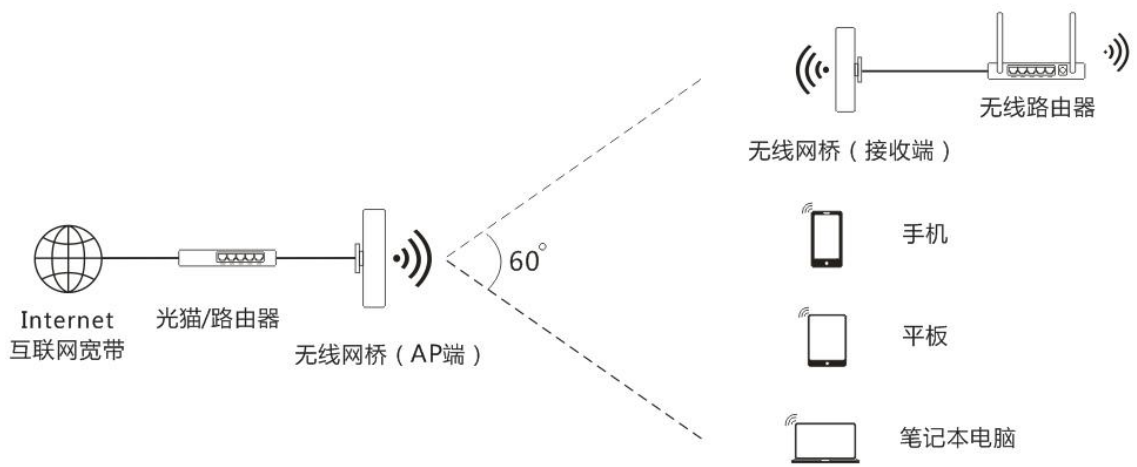 无线路由器
无线网桥（接收端）
手机
60°
Internet
互联网宽带
光猫/路由器
无线网桥（AP端）
平板
笔记本电脑